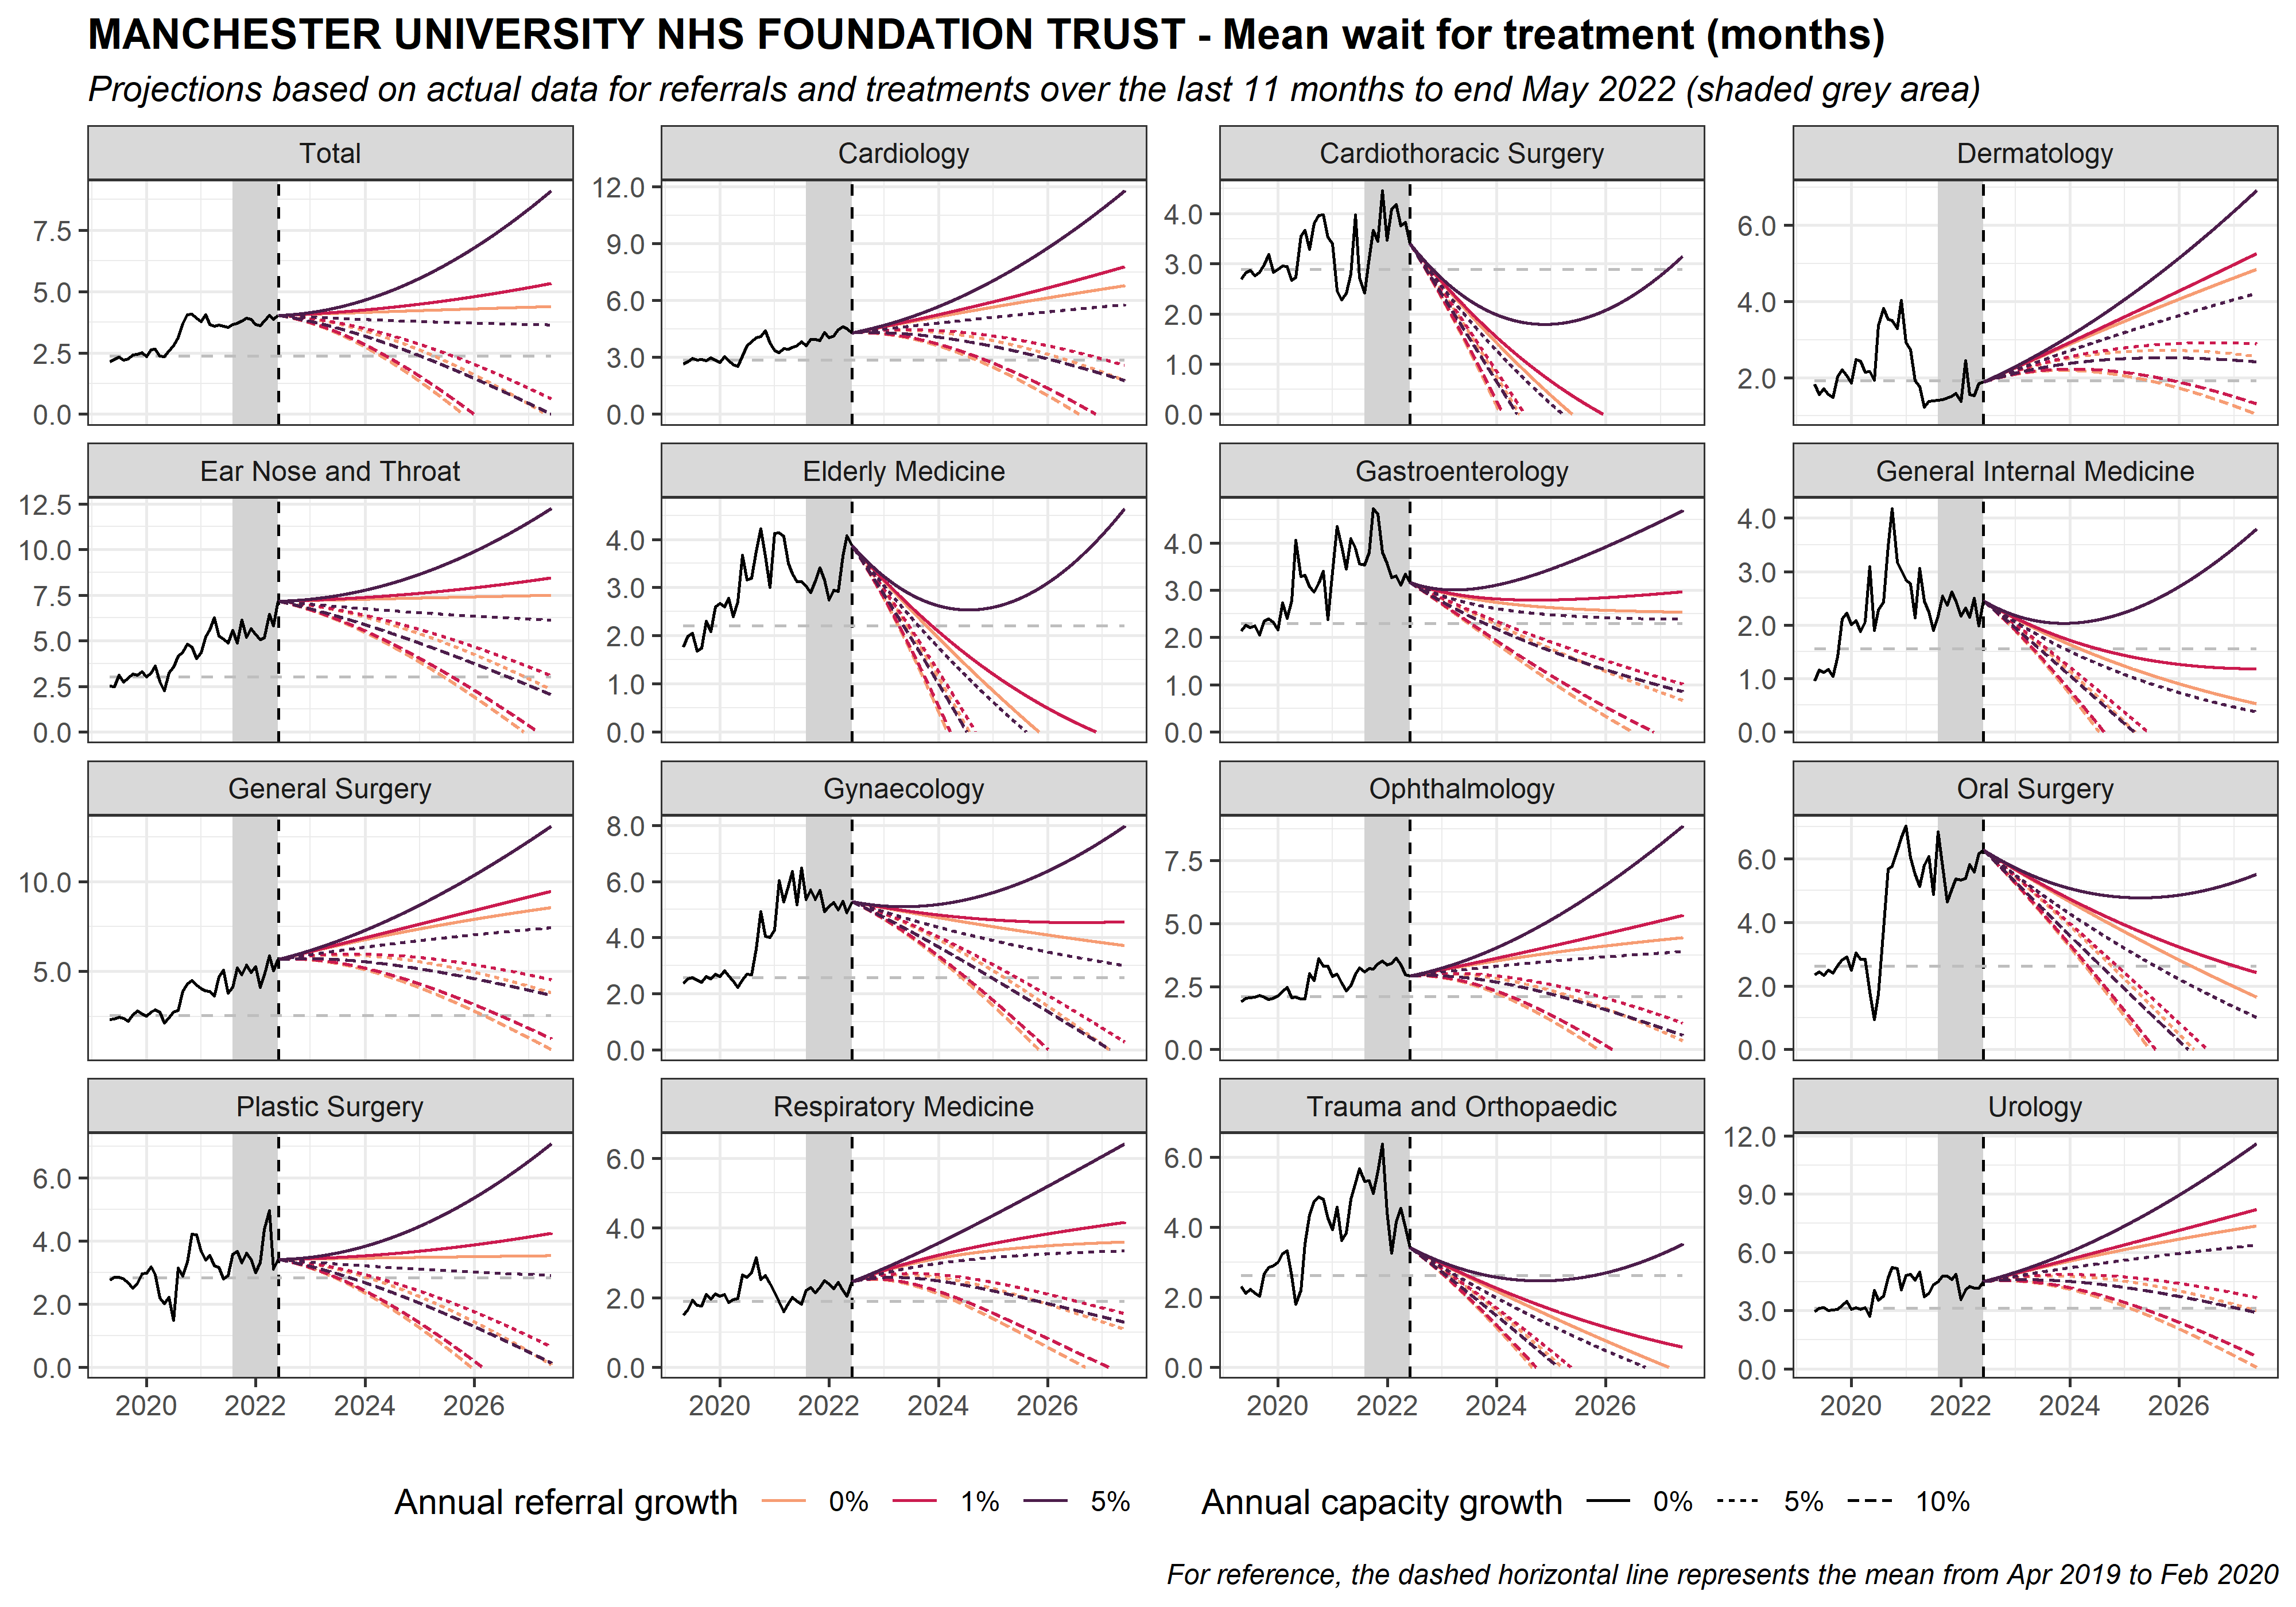 MANCHESTER UNIVERSITY NHS FOUNDATION TRUST - Mean wait for treatment (months)
Projections based on actual data for referrals and treatments over the last 11 months to end May 2022 (shaded grey area)
Total
Cardiology
Cardiothoracic Surgery
Dermatology
7.5
5.0
2.5
0.0
12.0
9.0
6.0
3.0
0.0
4.0
3.0
2.0
1.0
0.0
6.0
4.0
2.0
Ear Nose and Throat
Elderly Medicine
Gastroenterology
General Internal Medicine
12.5
10.0
7.5
5.0
2.5
0.0
4.0
3.0
2.0
1.0
0.0
4.0
3.0
2.0
1.0
0.0
4.0
3.0
2.0
1.0
0.0
General Surgery
Gynaecology
Ophthalmology
Oral Surgery
10.0
5.0
8.0
6.0
4.0
2.0
0.0
7.5
5.0
2.5
0.0
6.0
4.0
2.0
0.0
Plastic Surgery
Respiratory Medicine
Trauma and Orthopaedic
Urology
6.0
4.0
2.0
0.0
6.0
4.0
2.0
0.0
6.0
4.0
2.0
0.0
12.0
9.0
6.0
3.0
0.0
2020 2022 2024 2026
2020 2022 2024 2026
2020 2022 2024 2026
2020 2022 2024 2026
Annual referral growth 0% 1% 5%
Annual capacity growth 0% 5% 10%
For reference, the dashed horizontal line represents the mean from Apr 2019 to Feb 2020